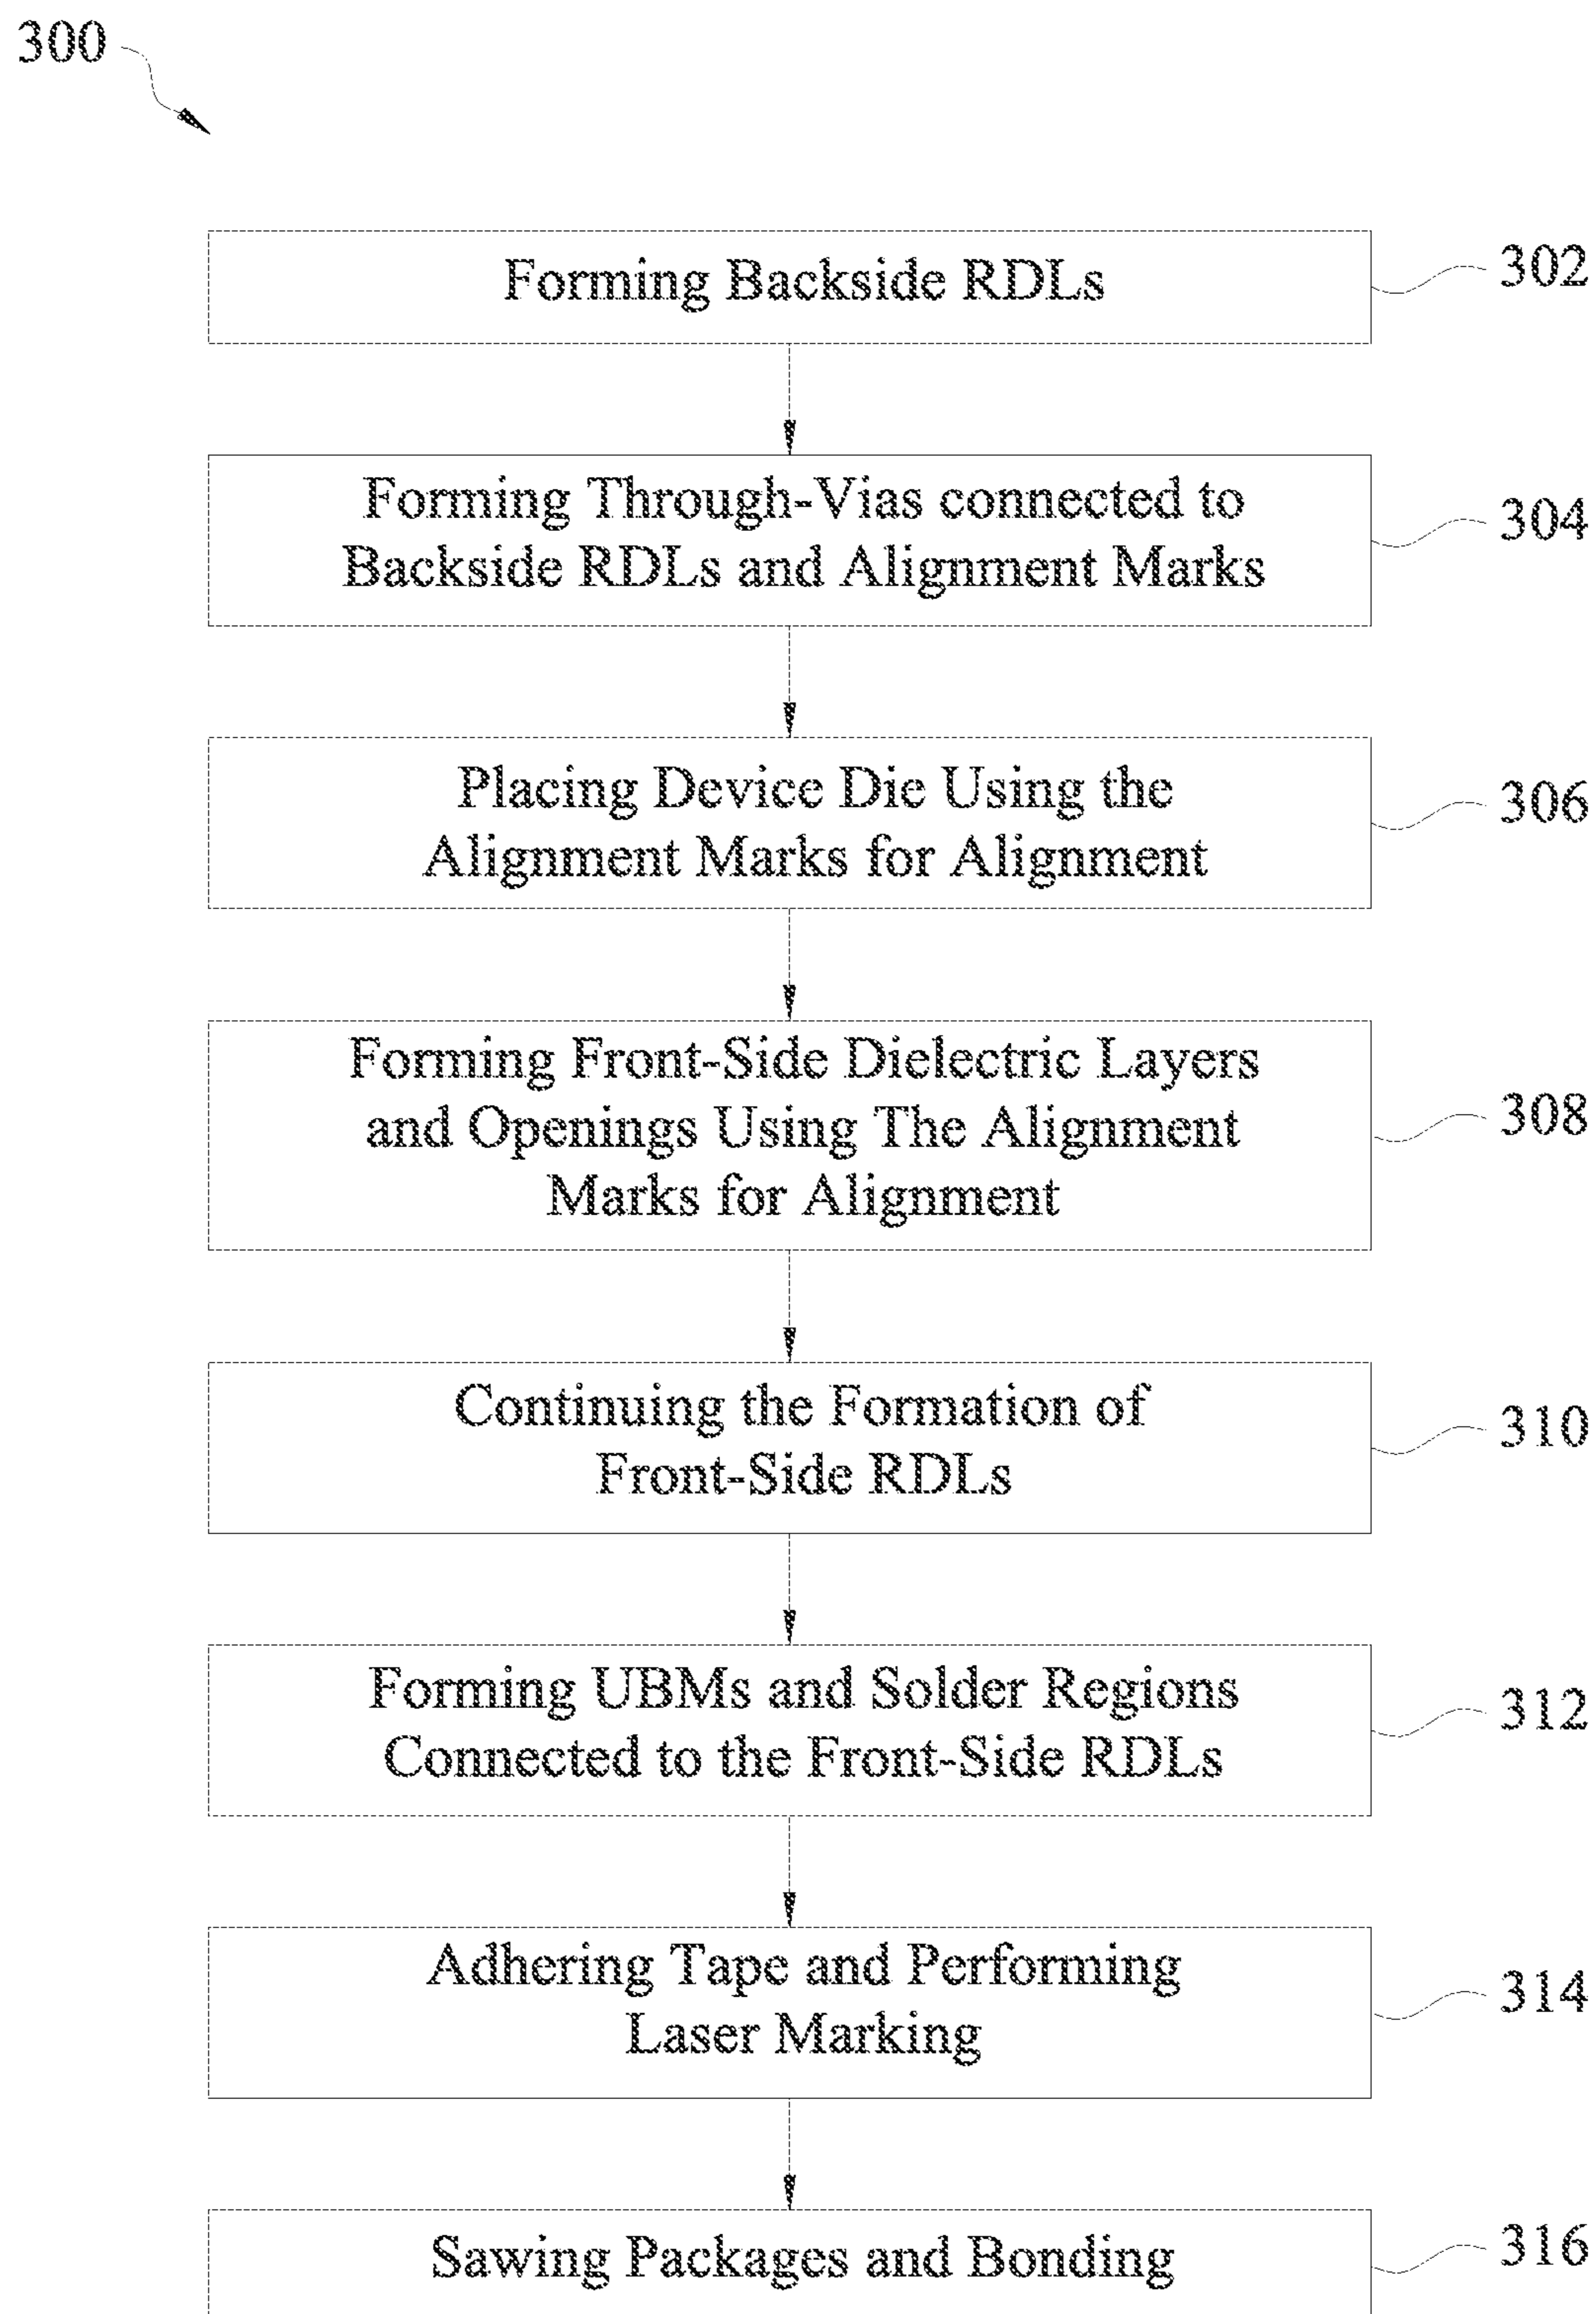 300
Forming Backside RDLs
302
Forming Through-Vias connected to
Backside RDLs and Alignment Marks
304
Placing Device Die Using the
Alignment Marks for Alignment
306
Forming Front-Side Dielectric Layers
and Openings Using The Alignment
Marks for Alignment
308
Continuing the Formation of
Front-Side RDLs
310
Forming UBMs and Solder Regions
Connected to the Front-Side RDLs
312
Adhering Tape and Performing
Laser Marking
314
Sawing Packages and Bonding
316